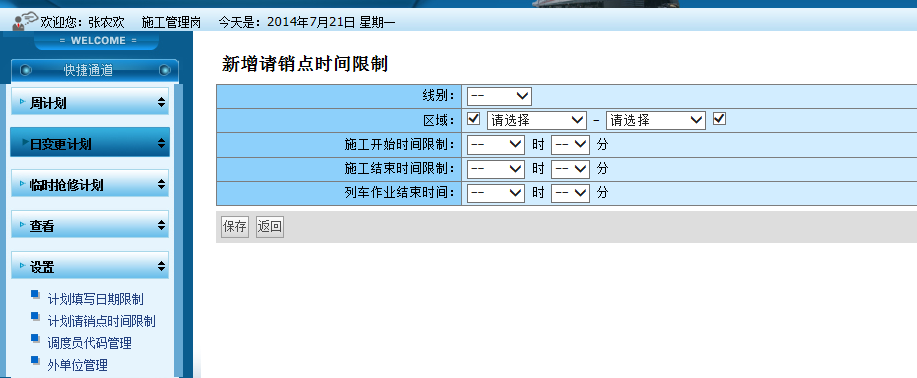 欢迎您：张农欢 施工管理岗 今天是：2014年7月21日 星期一
= WELCOME =
快捷通道
周计划
日变更计划
临时抢修计划
查看
设置
计划填写日期限制
计划请销点时间限制
调度员代码管理
外单位管理
新增请销点时间限制
线别： --
区域： 请选择 - 请选择
施工开始时间限制： -- 时 -- 分
施工结束时间限制： -- 时 -- 分
列车作业结束时间： -- 时 -- 分
保存 返回